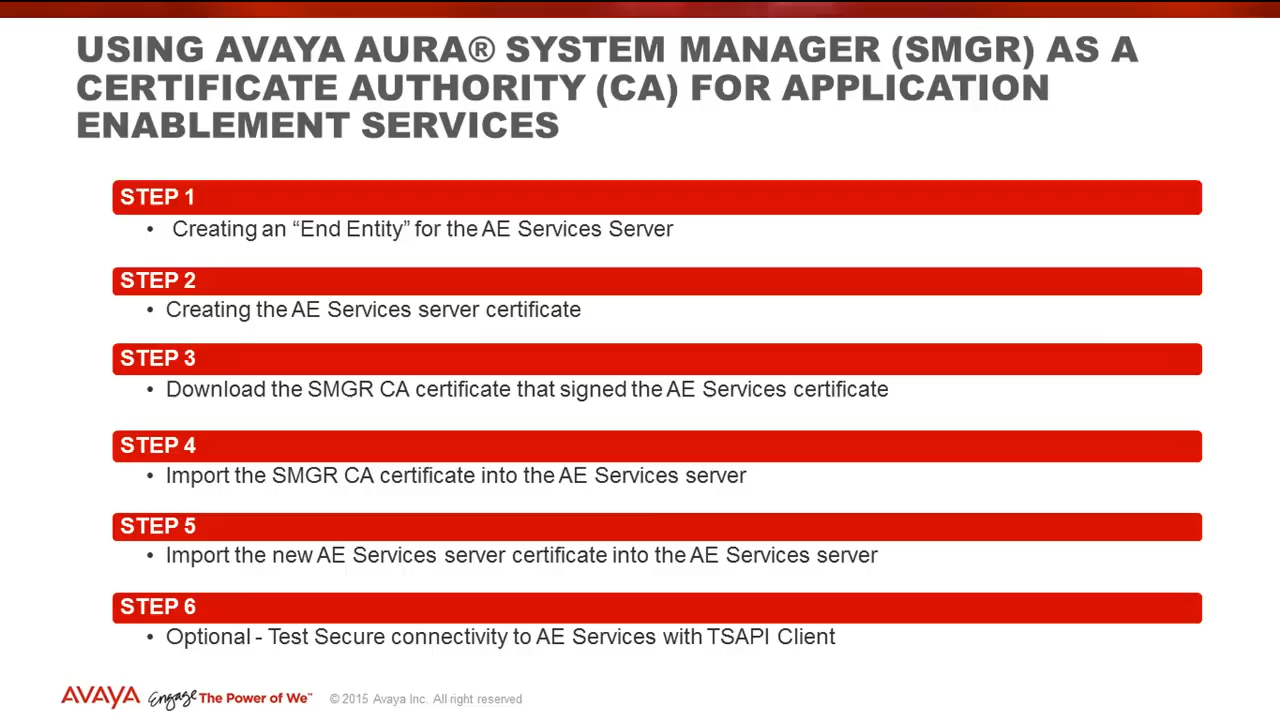 USING AVAYA AURA® SYSTEM MANAGER (SMGR) AS A
CERTIFICATE AUTHORITY (CA) FOR APPLICATION
ENABLEMENT SERVICES
STEP 1
• Creating an “End Entity” for the AE Services Server
STEP 2
• Creating the AE Services server certificate
STEP 3
• Download the SMGR CA certificate that signed the AE Services certificate
STEP 4
• Import the SMGR CA certificate into the AE Services server
STEP 5
• Import the new AE Services server certificate into the AE Services server
STEP 6
• Optional - Test Secure connectivity to AE Services with TSAPI Client
AVAYA Engage The Power of We™ © 2015 Avaya Inc. All right reserved